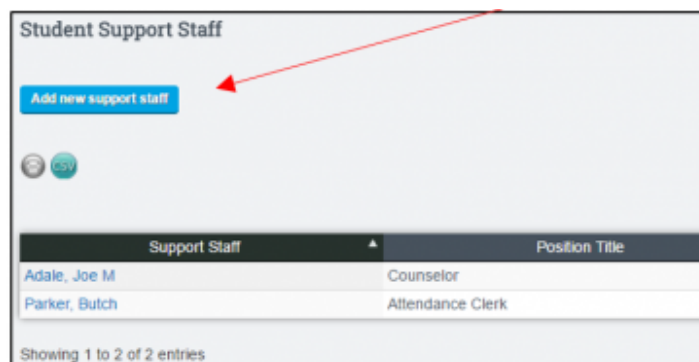 Student Support Staff
Add new support staff
CSV
Support Staff Position Title
Adale, Joe M Counselor
Parker, Butch Attendance Clerk
Showing 1 to 2 of 2 entries